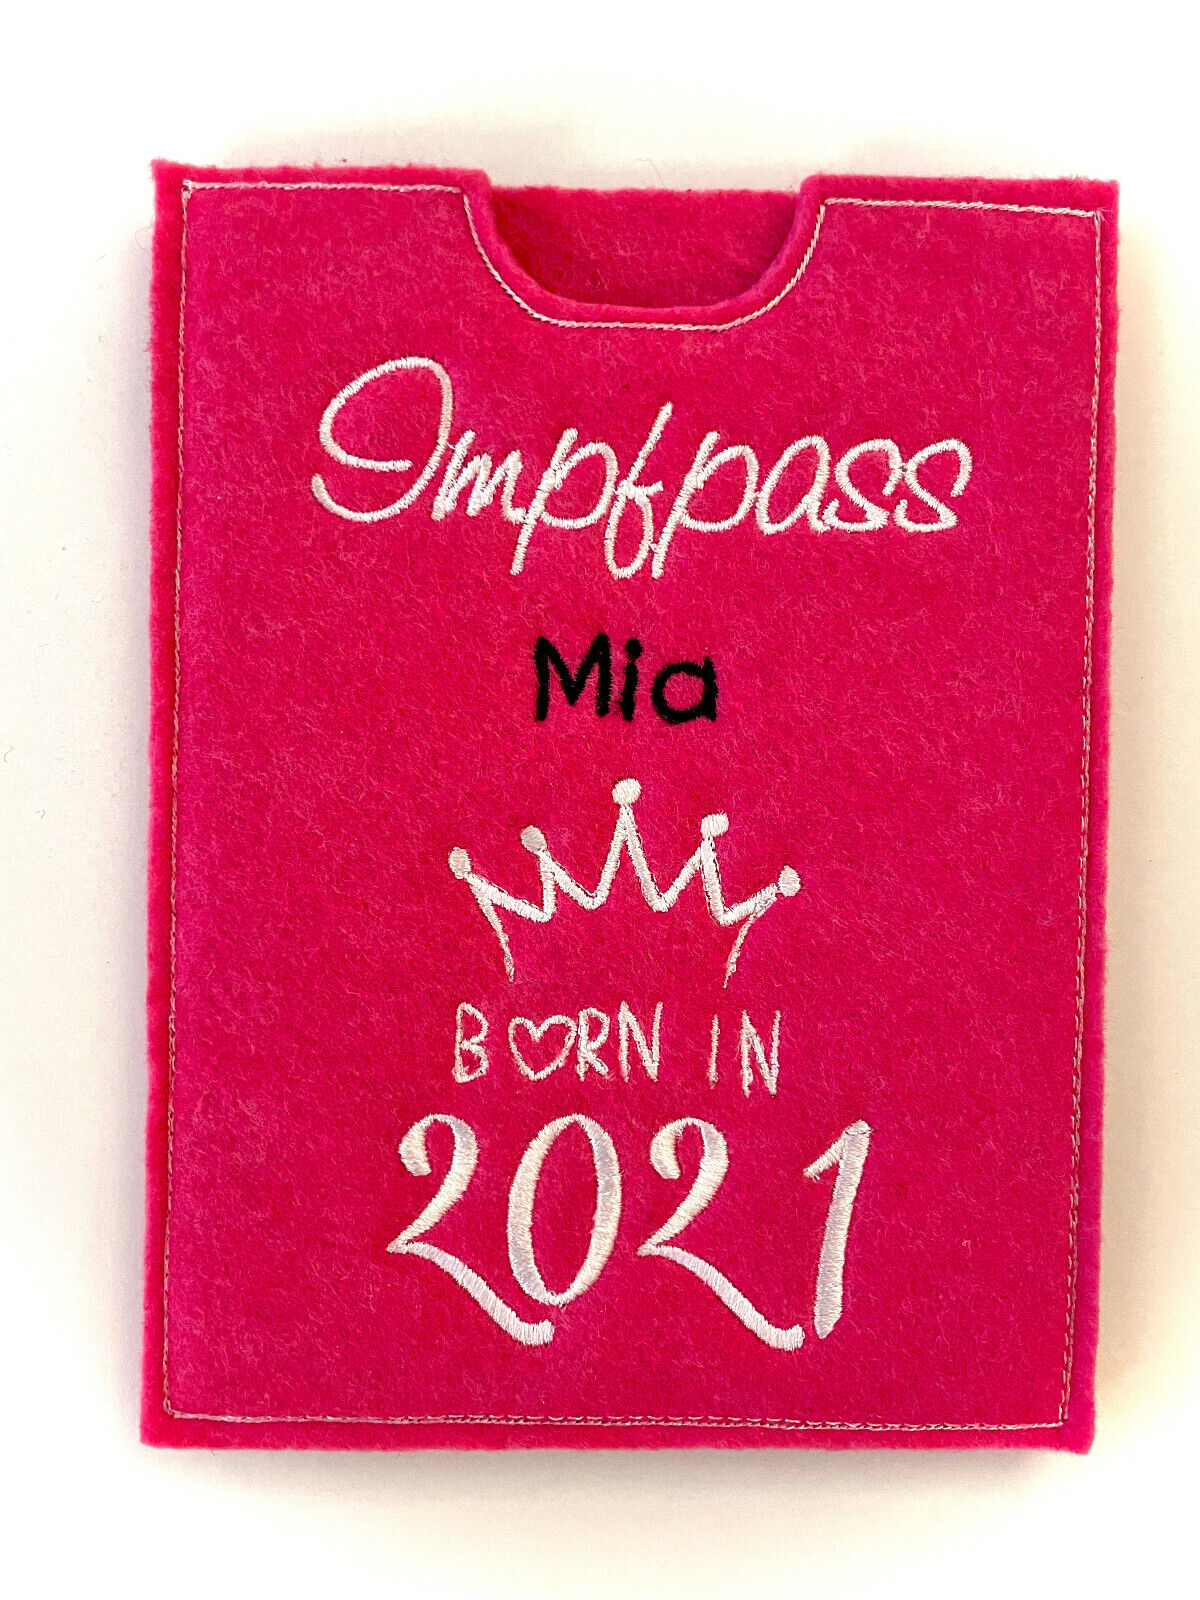 Impfpass
Mia
BORN IN
2021